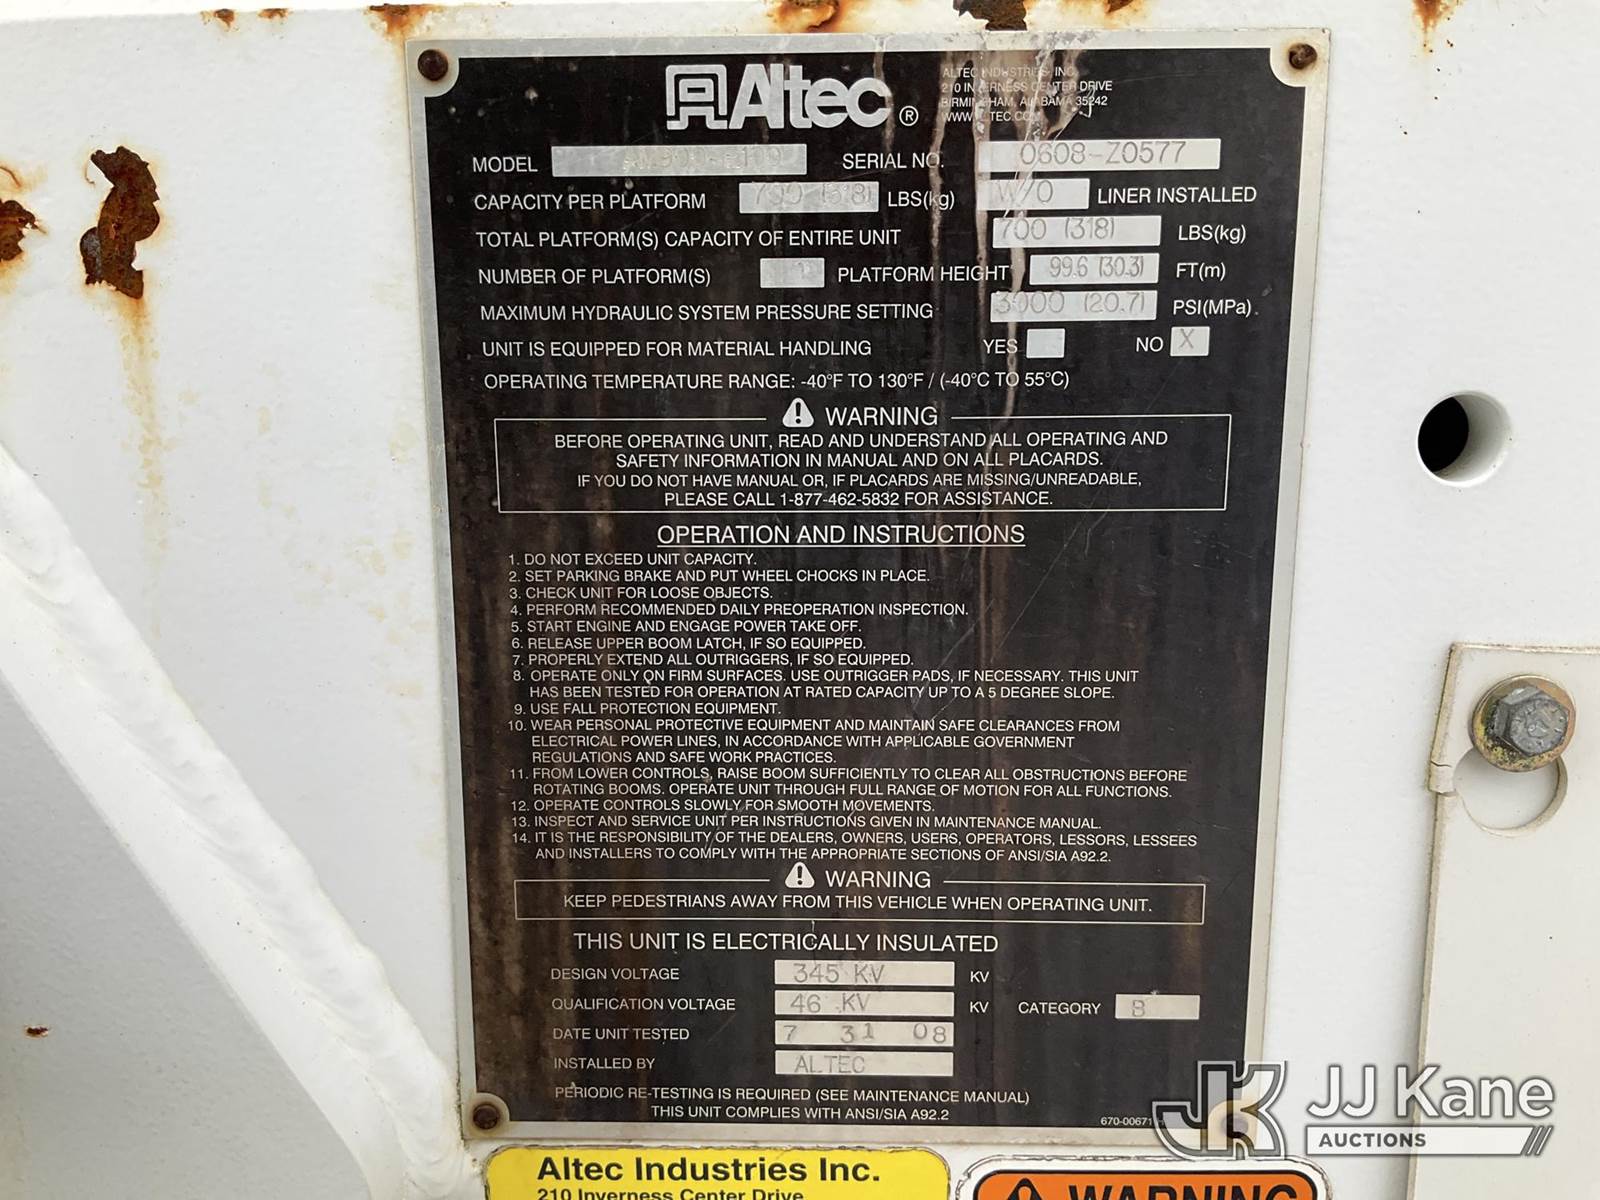 Altec ®
ALTEC INDUSTRIES, INC.
210 INVERNESS CENTER DRIVE
BIRMINGHAM, ALABAMA 35242
WWW.ALTEC.COM
MODEL SERIAL NO. 0608-Z0577
CAPACITY PER PLATFORM 700 (318) LBS(kg) W/O LINER INSTALLED
TOTAL PLATFORM(S) CAPACITY OF ENTIRE UNIT 700 (318) LBS(kg)
NUMBER OF PLATFORM(S) PLATFORM HEIGHT 99.6 (30.3) FT(m)
MAXIMUM HYDRAULIC SYSTEM PRESSURE SETTING 3000 (20.7) PSI(MPa).
UNIT IS EQUIPPED FOR MATERIAL HANDLING YES NO X
OPERATING TEMPERATURE RANGE: -40°F TO 130°F / (-40°C TO 55°C)
WARNING
BEFORE OPERATING UNIT, READ AND UNDERSTAND ALL OPERATING AND
SAFETY INFORMATION IN MANUAL AND ON ALL PLACARDS.
IF YOU DO NOT HAVE MANUAL OR, IF PLACARDS ARE MISSING/UNREADABLE,
PLEASE CALL 1-877-462-5832 FOR ASSISTANCE.
OPERATION AND INSTRUCTIONS
1. DO NOT EXCEED UNIT CAPACITY.
2. SET PARKING BRAKE AND PUT WHEEL CHOCKS IN PLACE.
3. CHECK UNIT FOR LOOSE OBJECTS.
4. PERFORM RECOMMENDED DAILY PREOPERATION INSPECTION.
5. START ENGINE AND ENGAGE POWER TAKE OFF.
6. RELEASE UPPER BOOM LATCH, IF SO EQUIPPED.
7. PROPERLY EXTEND ALL OUTRIGGERS, IF SO EQUIPPED.
8. OPERATE ONLY ON FIRM SURFACES. USE OUTRIGGER PADS, IF NECESSARY. THIS UNIT
HAS BEEN TESTED FOR OPERATION AT RATED CAPACITY UP TO A 5 DEGREE SLOPE.
9. USE FALL PROTECTION EQUIPMENT.
10. WEAR PERSONAL PROTECTIVE EQUIPMENT AND MAINTAIN SAFE CLEARANCES FROM
ELECTRICAL POWER LINES, IN ACCORDANCE WITH APPLICABLE GOVERNMENT
REGULATIONS AND SAFE WORK PRACTICES.
11. FROM LOWER CONTROLS, RAISE BOOM SUFFICIENTLY TO CLEAR ALL OBSTRUCTIONS BEFORE
ROTATING BOOMS. OPERATE UNIT THROUGH FULL RANGE OF MOTION FOR ALL FUNCTIONS.
12. OPERATE CONTROLS SLOWLY FOR SMOOTH MOVEMENTS.
13. INSPECT AND SERVICE UNIT PER INSTRUCTIONS GIVEN IN MAINTENANCE MANUAL.
14. IT IS THE RESPONSIBILITY OF THE DEALERS, OWNERS, USERS, OPERATORS, LESSORS, LESSEES
AND INSTALLERS TO COMPLY WITH THE APPROPRIATE SECTIONS OF ANSI/SIA A92.2.
WARNING
KEEP PEDESTRIANS AWAY FROM THIS VEHICLE WHEN OPERATING UNIT.
THIS UNIT IS ELECTRICALLY INSULATED
DESIGN VOLTAGE 345 KV KV
QUALIFICATION VOLTAGE 46 KV KV CATEGORY B
DATE UNIT TESTED 7 31 08
INSTALLED BY ALTEC
PERIODIC RE-TESTING IS REQUIRED (SEE MAINTENANCE MANUAL)
THIS UNIT COMPLIES WITH ANSI/SIA A92.2
JJ Kane
AUCTIONS
Altec Industries Inc.
210 Inverness Center Drive
WARNING